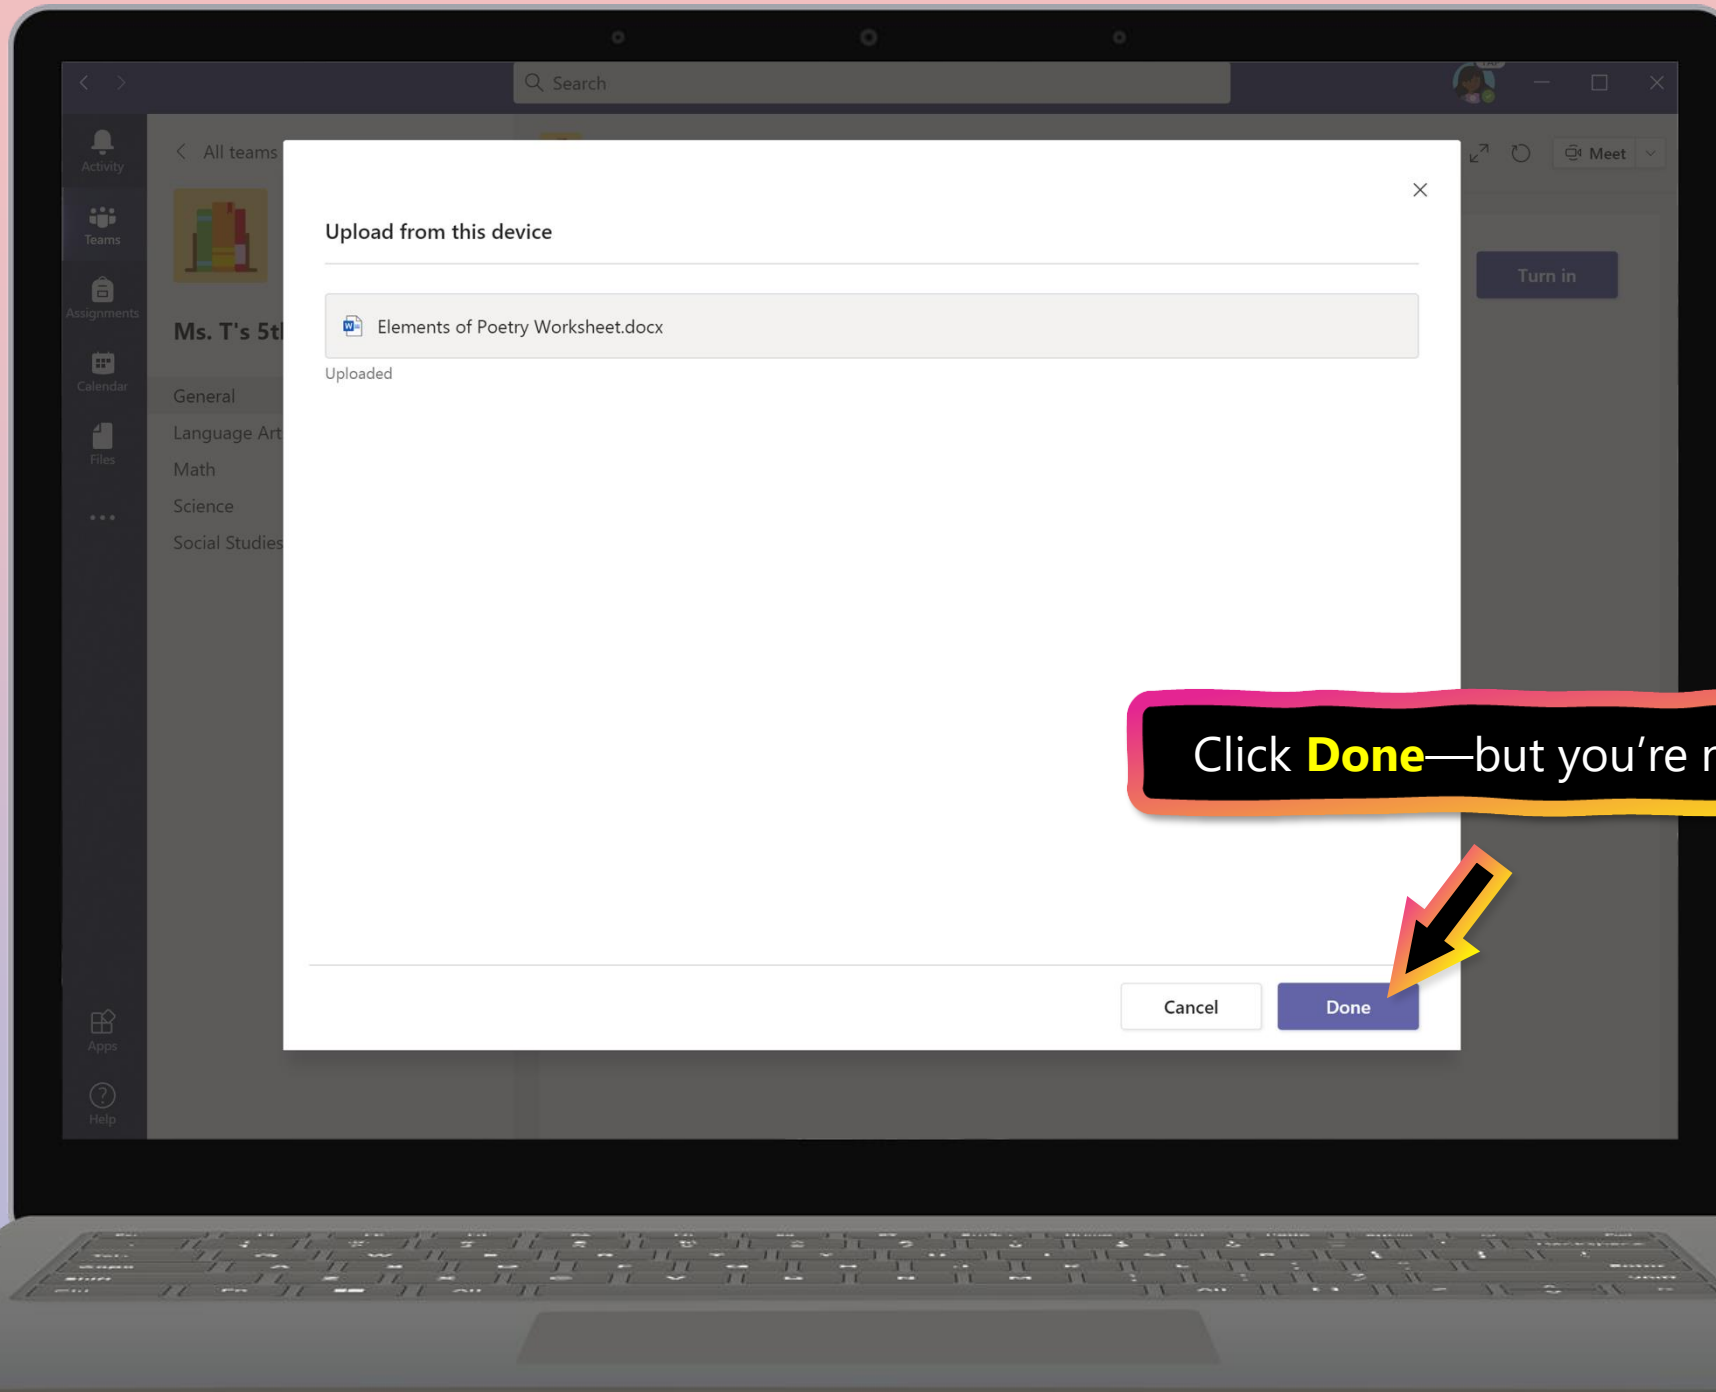 Search
Activity
Teams
Assignments
Calendar
Files
Apps
Help
All teams
Ms. T's 5t
General
Language Art
Math
Science
Social Studies
Meet
Turn in
Upload from this device
Elements of Poetry Worksheet.docx
Uploaded
Click Done—but you’re
Cancel
Done